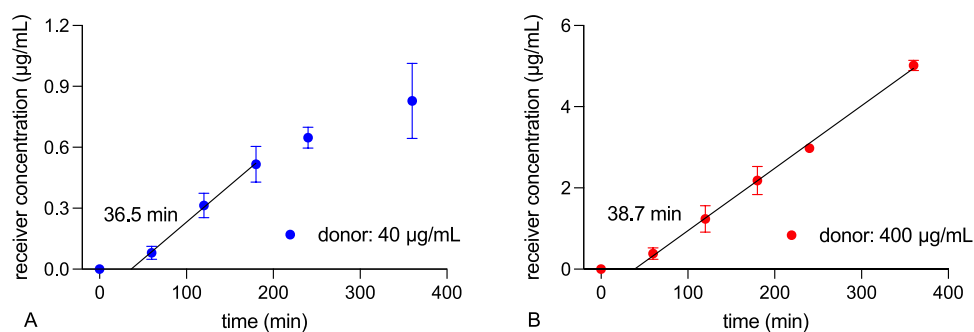 1.2
0.9
0.6
0.3
0.0
receiver concentration (µg/mL)
36.5 min
donor: 40 µg/mL
0 100 200 300 400
time (min)
A
6
4
2
0
receiver concentration (µg/mL)
38.7 min
donor: 400 µg/mL
0 100 200 300 400
time (min)
B